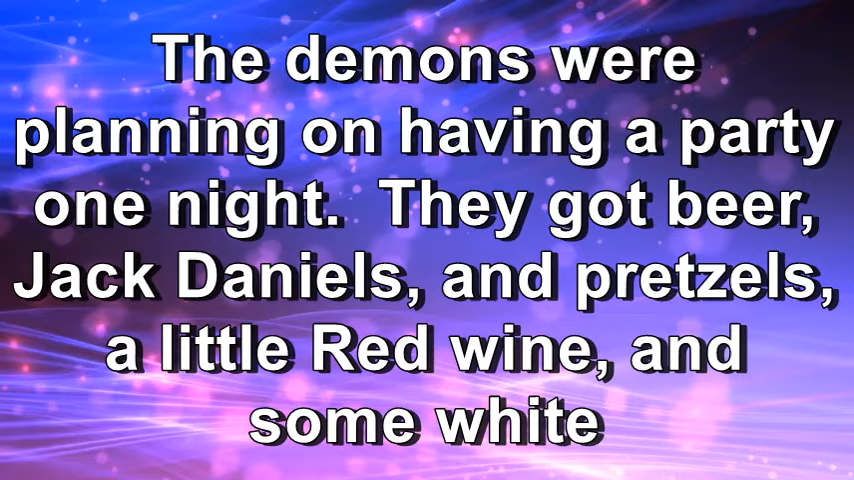 The demons were
planning on having a party
one night.  They got beer,
Jack Daniels, and pretzels,
a little Red wine, and
some white